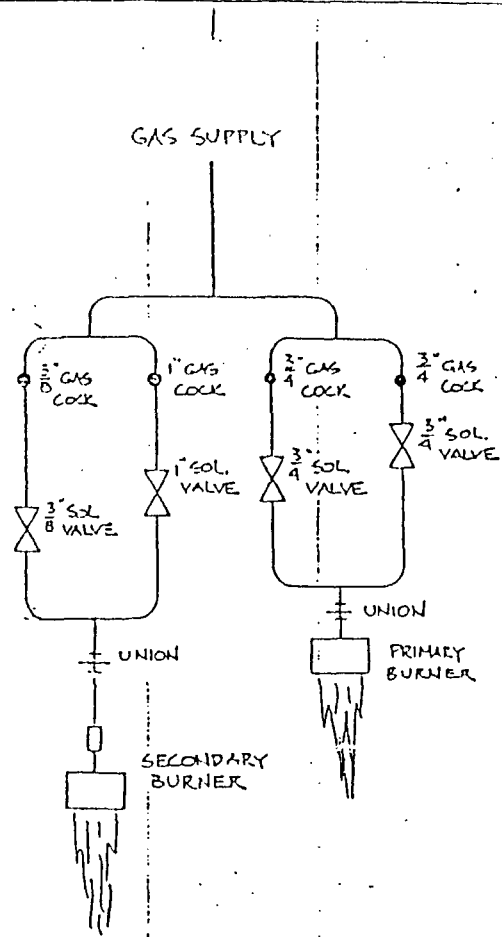 GAS SUPPLY
3/8" GAS
COCK
1" GAS
COCK
3/4" GAS
COCK
3/4" GAS
COCK
3/8" SOL
VALVE
1" SOL.
VALVE
3/4" SOL
VALVE
3/4" SOL.
VALVE
UNION
UNION
PRIMARY
BURNER
SECONDARY
BURNER